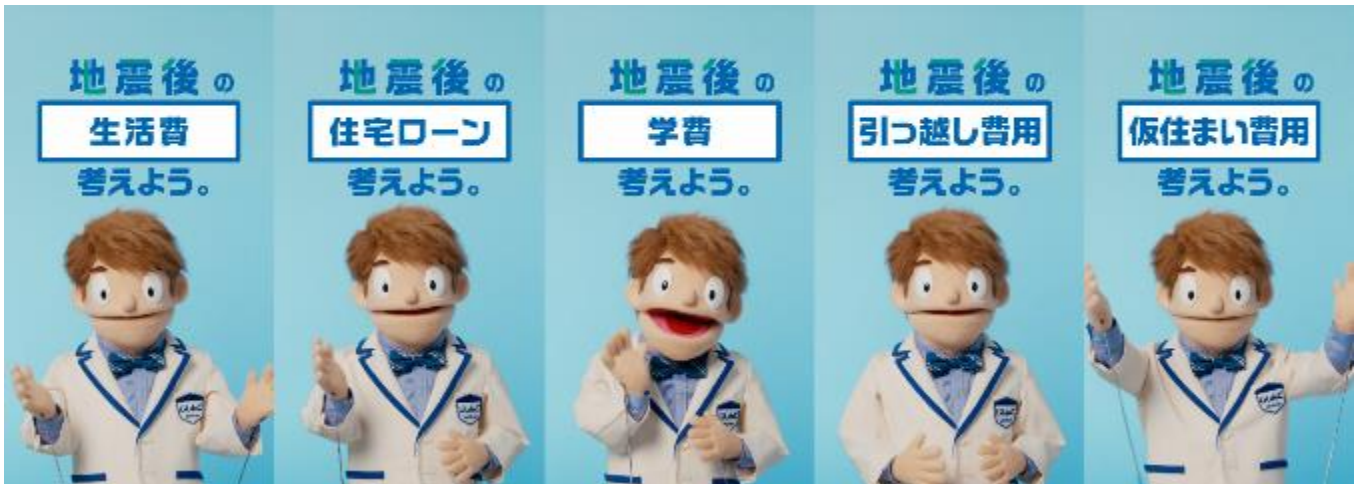 地震後の
生活費
考えよう。
地震後の
住宅ローン
考えよう。
地震後の
学費
考えよう。
地震後の
引っ越し費用
考えよう。
地震後の
仮住まい費用
考えよう。